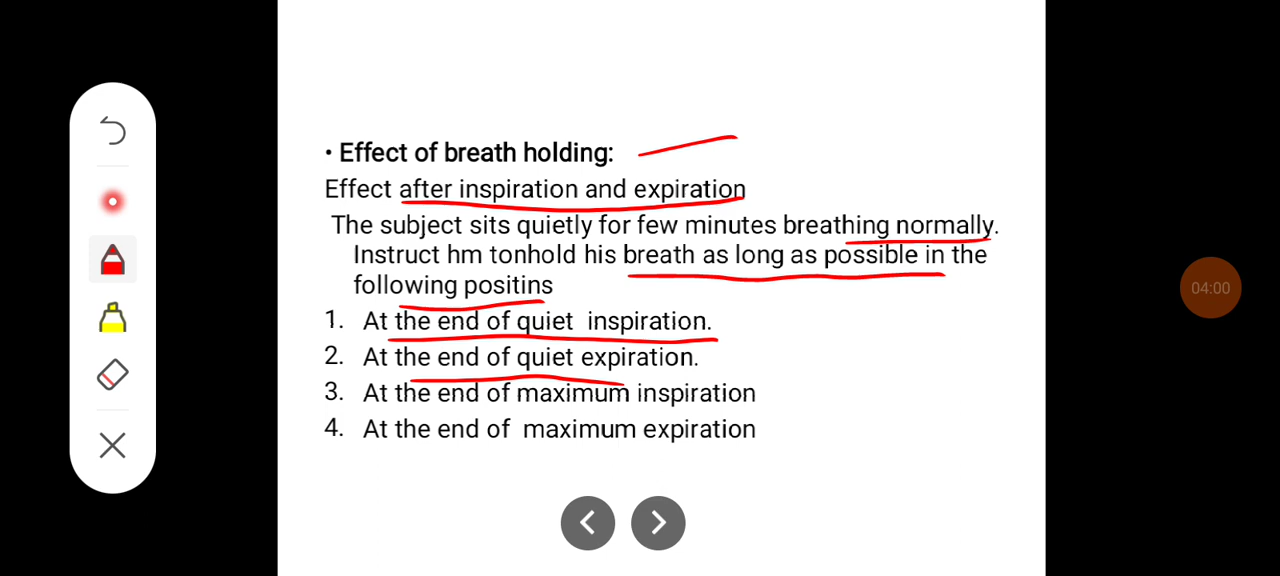 • Effect of breath holding:
Effect after inspiration and expiration
The subject sits quietly for few minutes breathing normally.
Instruct hm tonhold his breath as long as possible in the
following positins
1. At the end of quiet inspiration.
2. At the end of quiet expiration.
3. At the end of maximum inspiration
4. At the end of maximum expiration
04:00